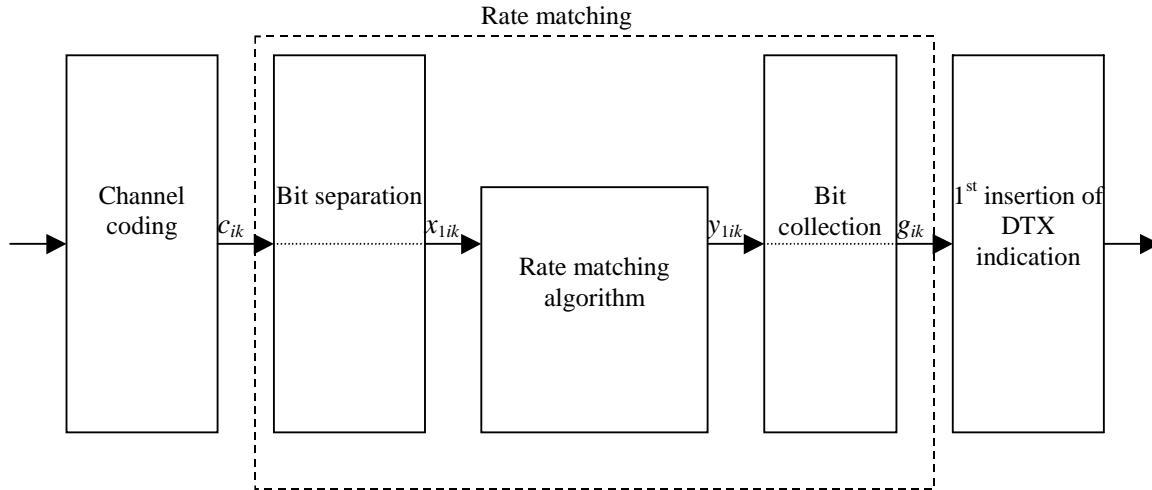 Rate matching
Channel
coding
c_ik
Bit separation
x_1ik
Rate matching
algorithm
y_1ik
Bit
collection
g_ik
1st insertion of
DTX
indication